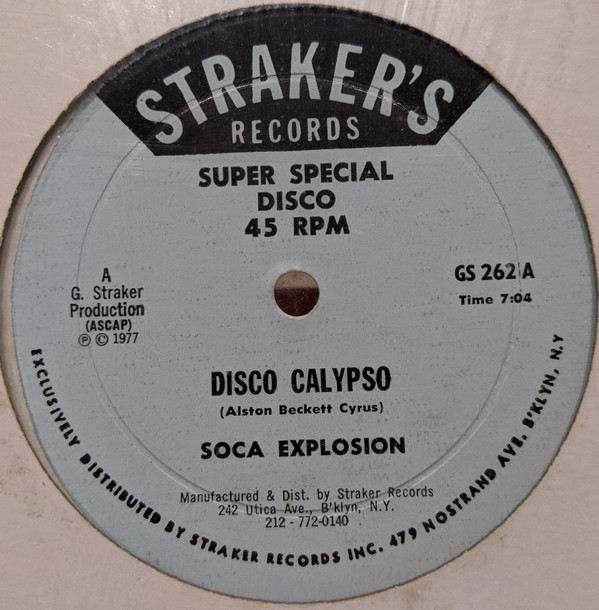 STRAKER'S
RECORDS
SUPER SPECIAL
DISCO
45 RPM
A
G. Straker
Production
(ASCAP)
Ⓟ © 1977
GS 262 A
Time 7:04
DISCO CALYPSO
(Alston Beckett Cyrus)
SOCA EXPLOSION
Manufactured & Dist. by Straker Records
242 Utica Ave., B'klyn, N.Y.
212 - 772-0140
EXCLUSIVELY DISTRIBUTED BY STRAKER RECORDS INC. 479 NOSTRAND AVE. B'KLYN, N.Y